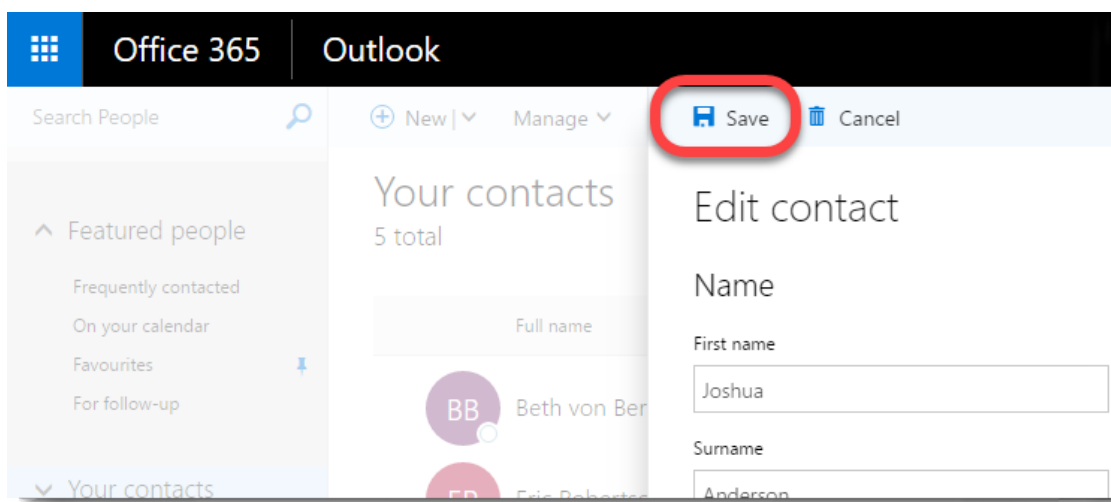 Office 365 Outlook
Search People
New Manage
Save Cancel
Your contacts
5 total
Featured people
Frequently contacted
On your calendar
Favourites
For follow-up
Your contacts
Full name
BB Beth von Ber
Edit contact
Name
First name
Joshua
Surname
Anderson